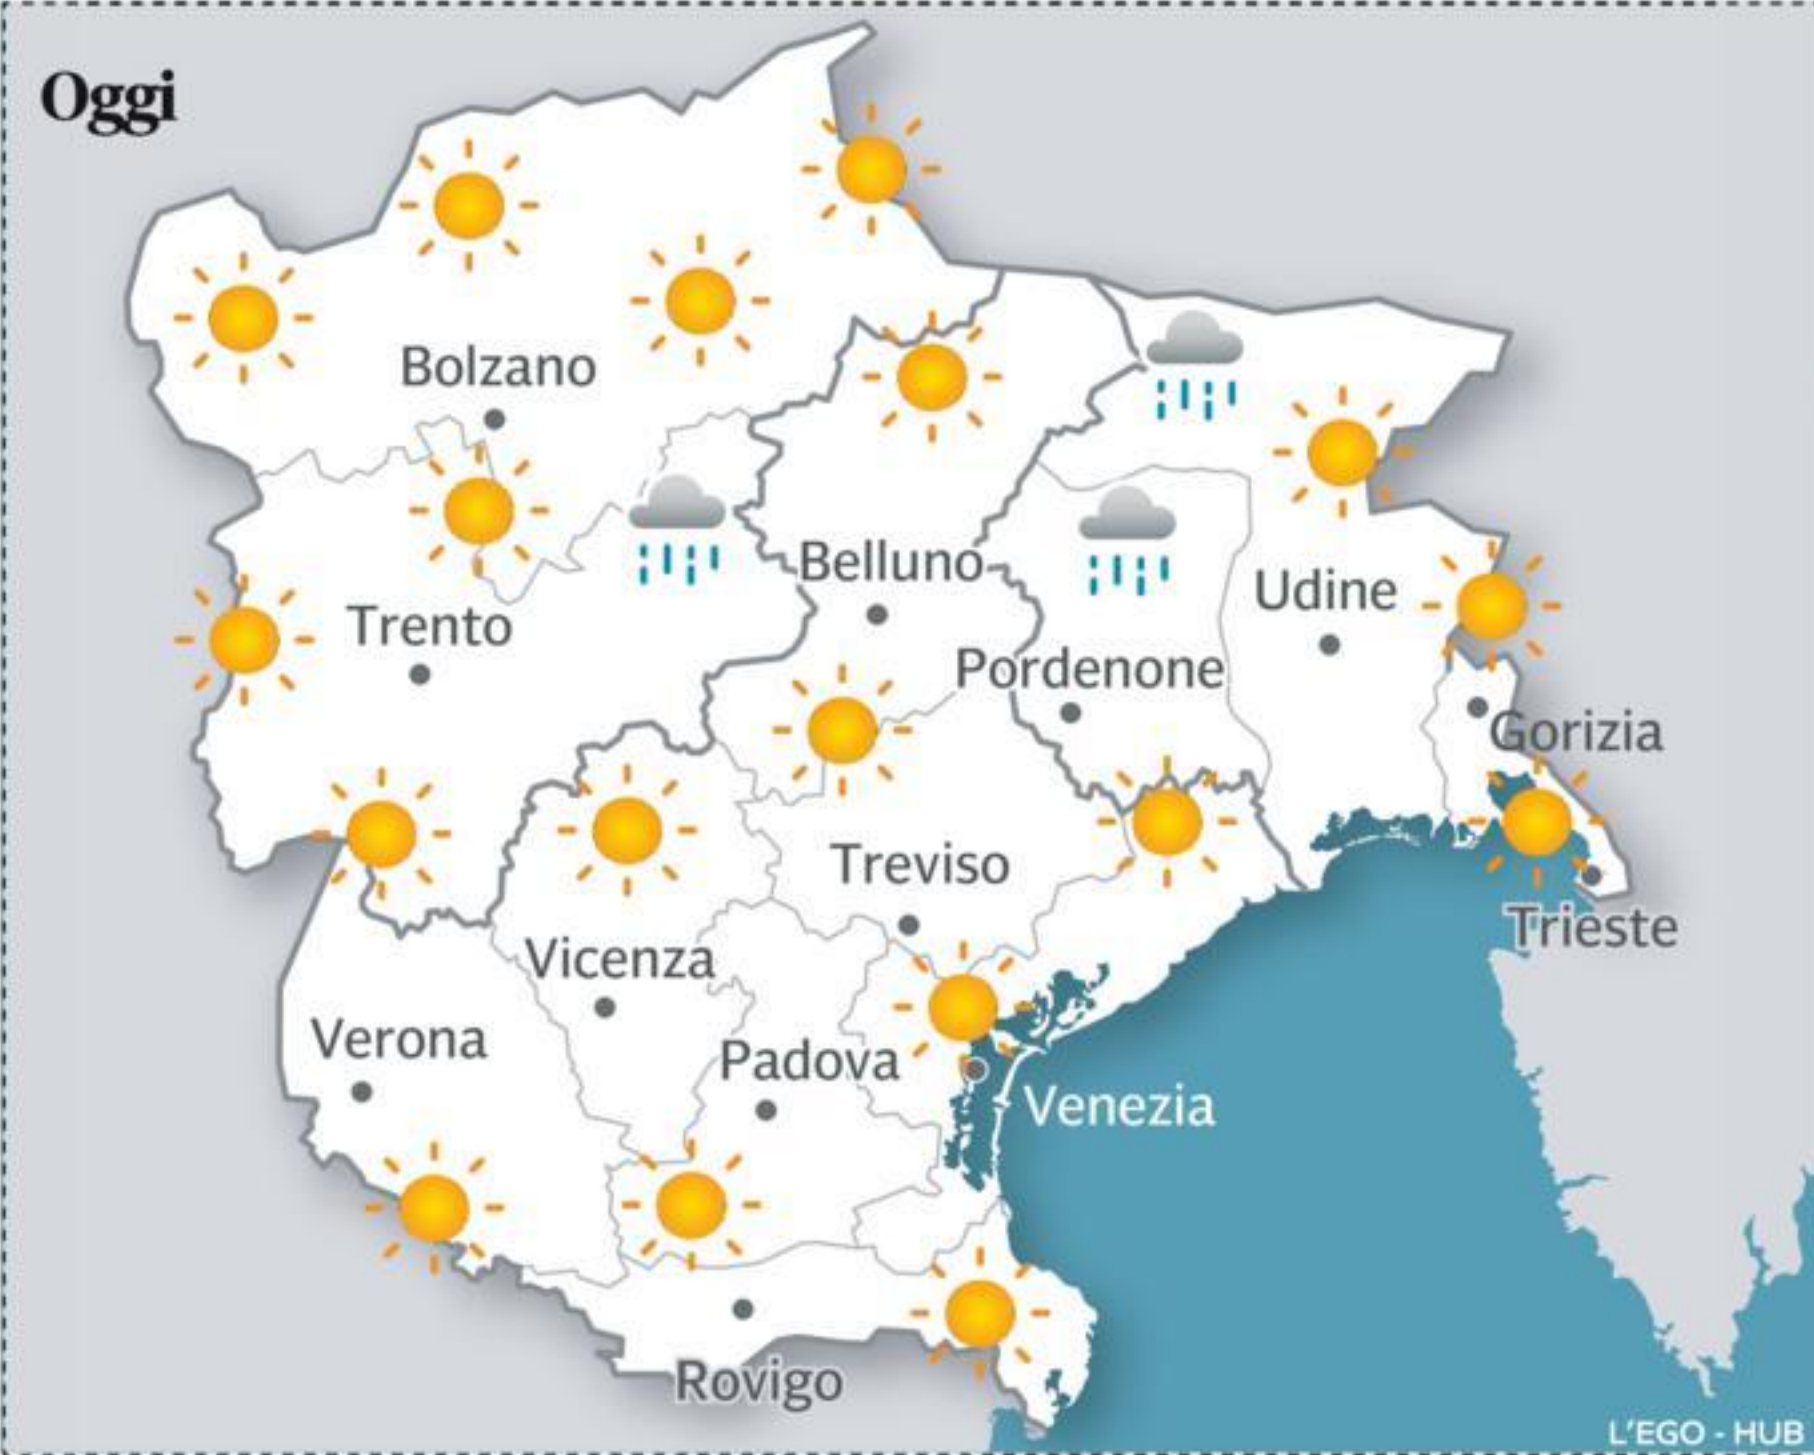 Oggi
Bolzano
Trento
Belluno
Udine
Pordenone
Gorizia
Treviso
Trieste
Vicenza
Verona
Padova
Venezia
Rovigo
L'EGO - HUB